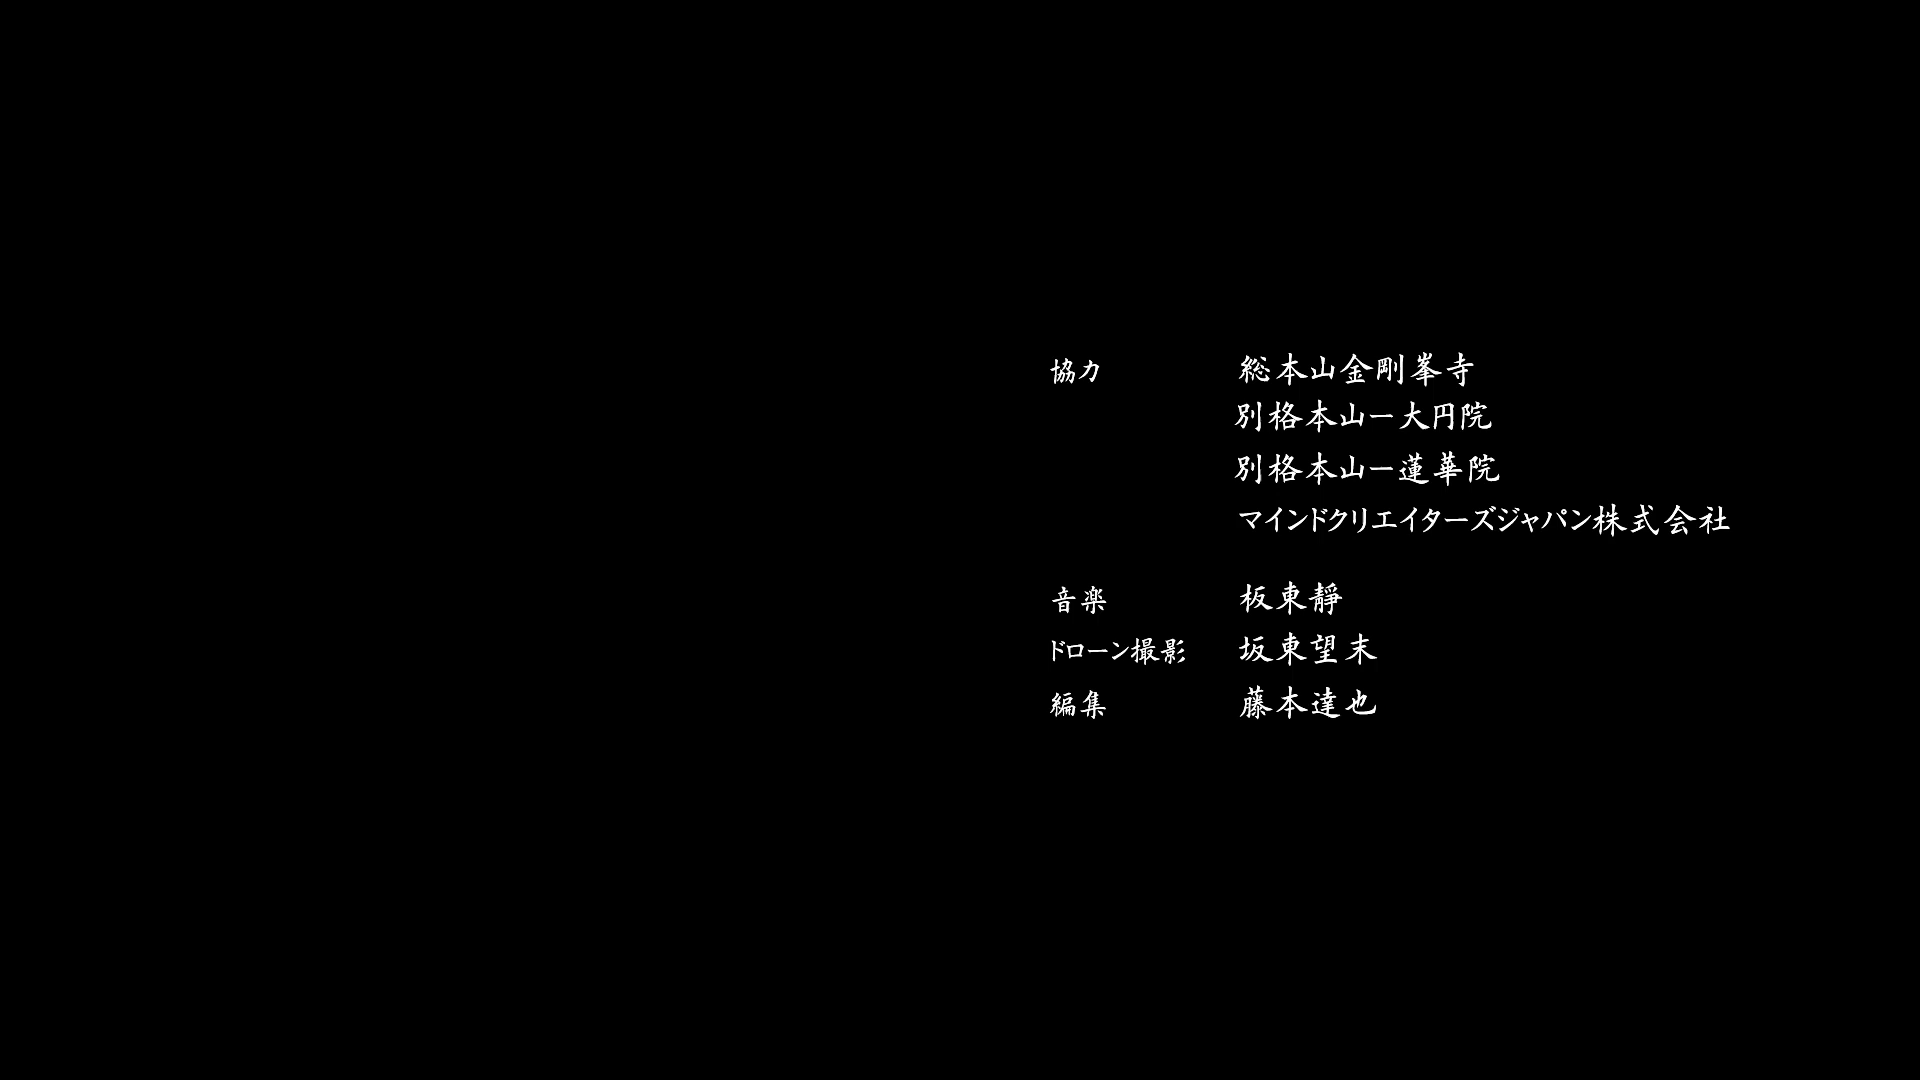 協力 総本山金剛峯寺
別格本山ー大円院
別格本山ー蓮華院
マインドクリエイターズジャパン株式会社
音楽 板東靜
ドローン撮影 坂東望末
編集 藤本達也